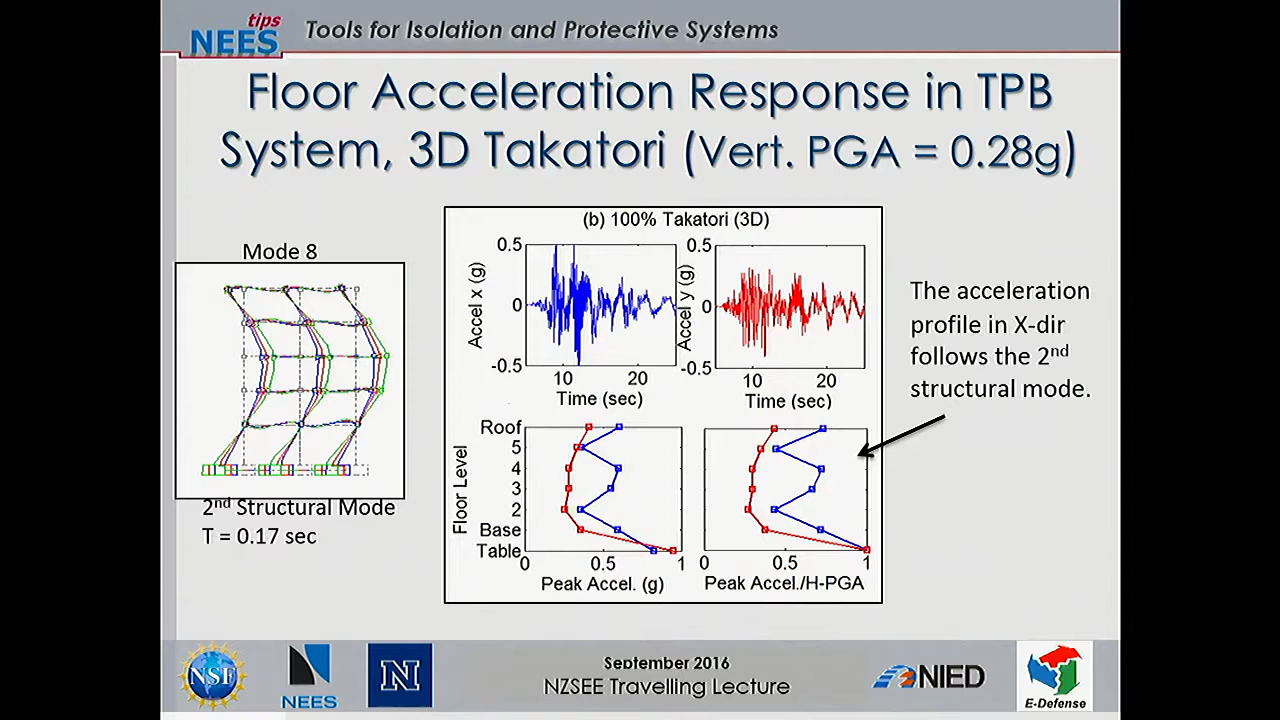 tips
NEES
Tools for Isolation and Protective Systems
Floor Acceleration Response in TPB
System, 3D Takatori (Vert. PGA = 0.28g)
Mode 8
2nd Structural Mode
T = 0.17 sec
(b) 100% Takatori (3D)
0.5
0
-0.5
Accel x (g)
10
20
Time (sec)
0.5
0
-0.5
Accel y (g)
10
20
Time (sec)
Floor Level
Roof
5
4
3
2
Base
Table
0
0.5
1
Peak Accel. (g)
0
0.5
1
Peak Accel./H-PGA
The acceleration
profile in X-dir
follows the 2nd
structural mode.
NSF
NEES
N
September 2016
NZSEE Travelling Lecture
NIED
E-Defense